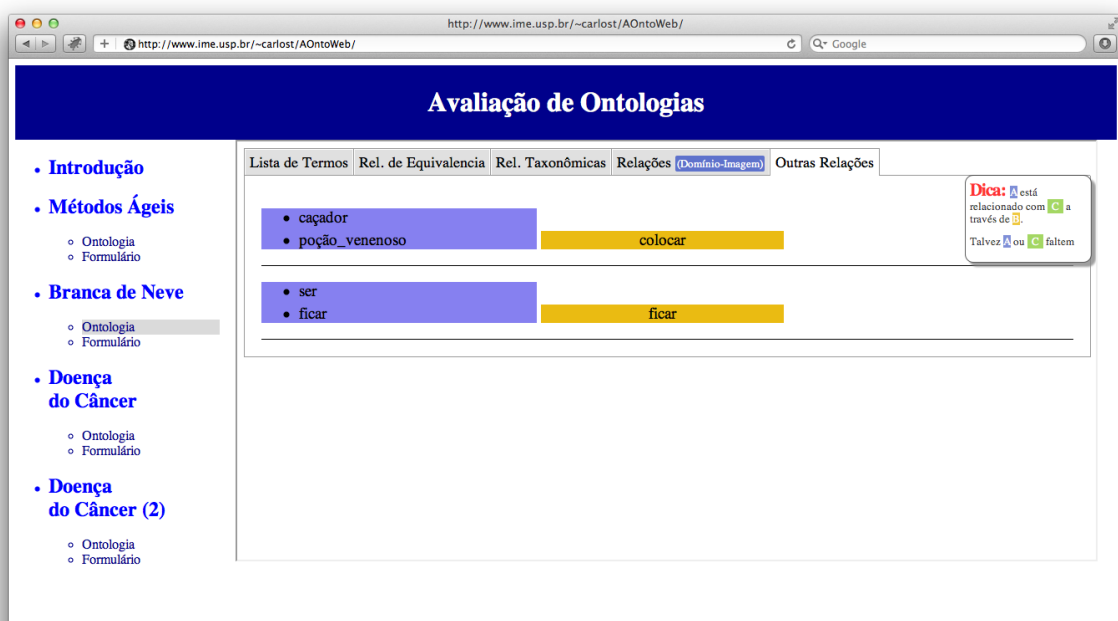 http://www.ime.usp.br/~carlost/AOntoWeb/
http://www.ime.usp.br/~carlost/AOntoWeb/
Google
Avaliação de Ontologias
Introdução
Métodos Ágeis
Ontologia
Formulário
Branca de Neve
Ontologia
Formulário
Doença
do Câncer
Ontologia
Formulário
Doença
do Câncer (2)
Ontologia
Formulário
Lista de Termos Rel. de Equivalencia Rel. Taxonômicas Relações (Domínio-Imagem) Outras Relações
caçador
poção_venenoso colocar
ser
ficar ficar
Dica: A está
relacionado com C a
través de B.
Talvez A ou C faltem